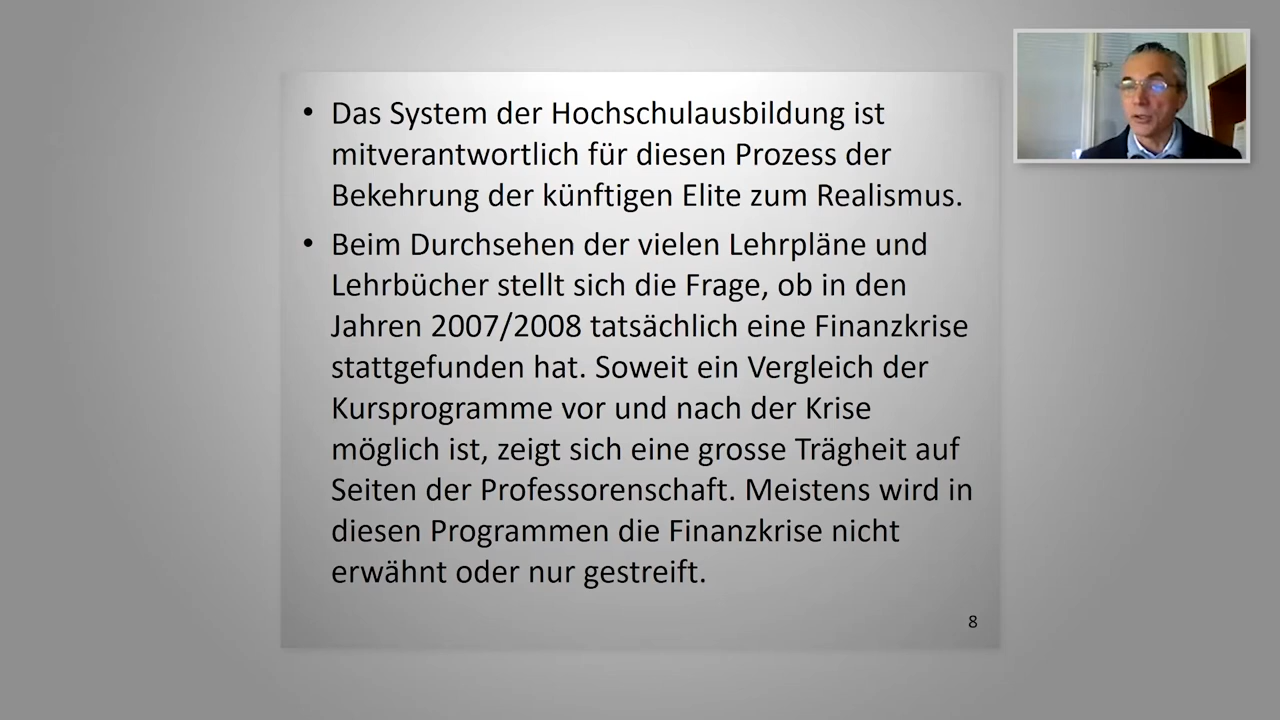 • Das System der Hochschulausbildung ist
mitverantwortlich für diesen Prozess der
Bekehrung der künftigen Elite zum Realismus.
• Beim Durchsehen der vielen Lehrpläne und
Lehrbücher stellt sich die Frage, ob in den
Jahren 2007/2008 tatsächlich eine Finanzkrise
stattgefunden hat. Soweit ein Vergleich der
Kursprogramme vor und nach der Krise
möglich ist, zeigt sich eine grosse Trägheit auf
Seiten der Professorenschaft. Meistens wird in
diesen Programmen die Finanzkrise nicht
erwähnt oder nur gestreift.
8